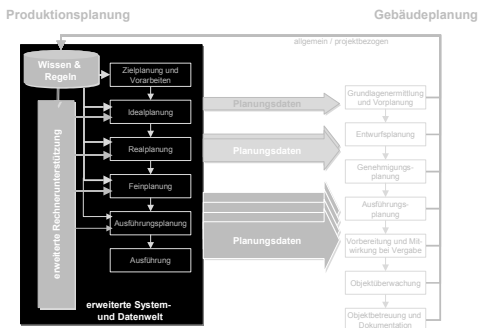 Produktionsplanung
Gebäudeplanung
allgemein / projektbezogen
Wissen &
Regeln
erweiterte Rechnerunterstützung
Zielplanung und
Vorarbeiten
Idealplanung
Realplanung
Feinplanung
Ausführungsplanung
Ausführung
erweiterte System-
und Datenwelt
Planungsdaten
Planungsdaten
Planungsdaten
Grundlagenermittlung
und Vorplanung
Entwurfsplanung
Genehmigungs-
planung
Ausführungs-
planung
Vorbereitung und Mit-
wirkung bei Vergabe
Objektüberwachung
Objektbetreuung und
Dokumentation